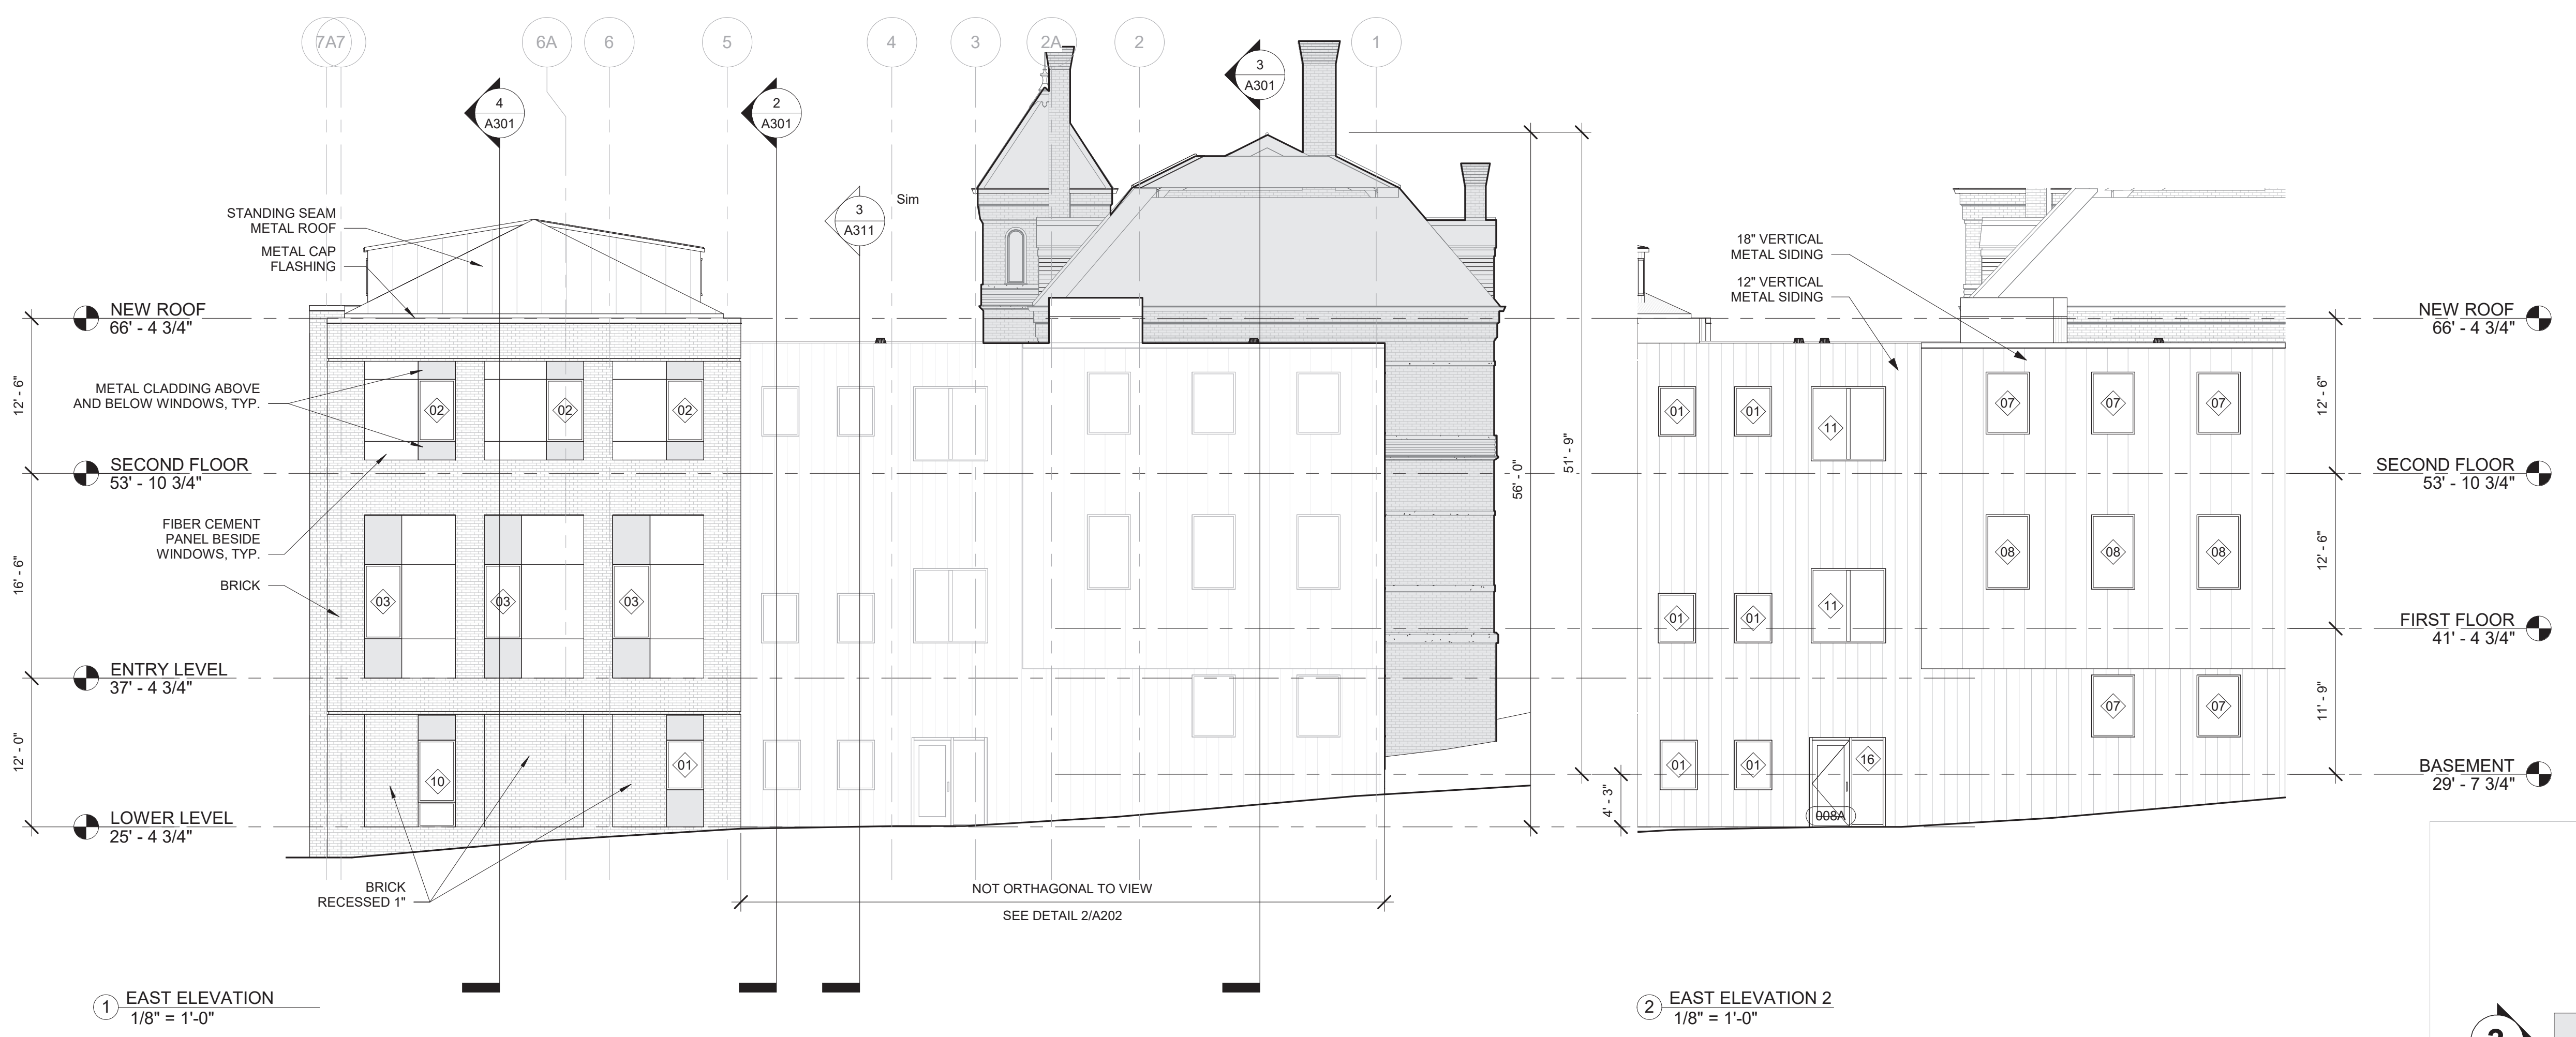 7A
7
6A
6
5
4
3
2A
2
1
4
A301
2
A301
3
A311
Sim
3
A301
STANDING SEAM
METAL ROOF
METAL CAP
FLASHING
NEW ROOF
66' - 4 3/4"
METAL CLADDING ABOVE
AND BELOW WINDOWS, TYP.
SECOND FLOOR
53' - 10 3/4"
FIBER CEMENT
PANEL BESIDE
WINDOWS, TYP.
BRICK
ENTRY LEVEL
37' - 4 3/4"
LOWER LEVEL
25' - 4 3/4"
BRICK
RECESSED 1"
12' - 6"
16' - 6"
12' - 0"
02
02
02
03
03
03
10
01
56' - 0"
51' - 9"
4' - 3"
NOT ORTHAGONAL TO VIEW
SEE DETAIL 2/A202
1
EAST ELEVATION
1/8" = 1'-0"
18" VERTICAL
METAL SIDING
12" VERTICAL
METAL SIDING
01
01
11
07
07
07
08
08
08
01
01
11
07
07
01
01
16
008A
12' - 6"
12' - 6"
11' - 9"
NEW ROOF
66' - 4 3/4"
SECOND FLOOR
53' - 10 3/4"
FIRST FLOOR
41' - 4 3/4"
BASEMENT
29' - 7 3/4"
2
EAST ELEVATION 2
1/8" = 1'-0"